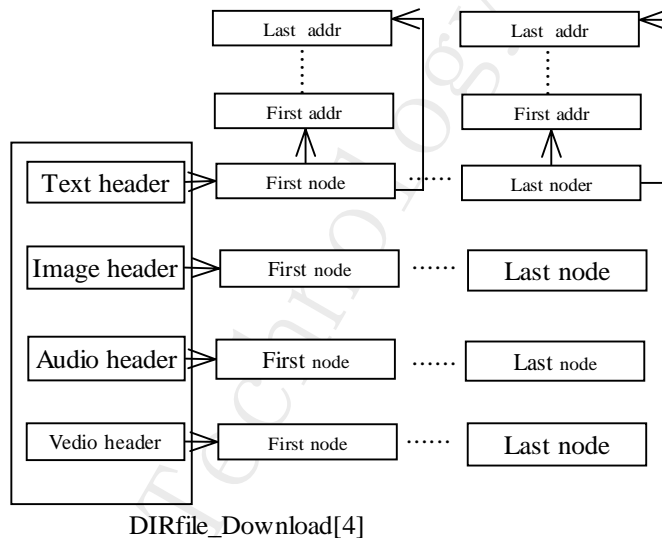 Last addr Last addr
First addr First addr
Text header First node ...... Last noder
Image header First node ...... Last node
Audio header First node ...... Last node
Vedio header First node ...... Last node
DIRfile_Download[4]
Technology